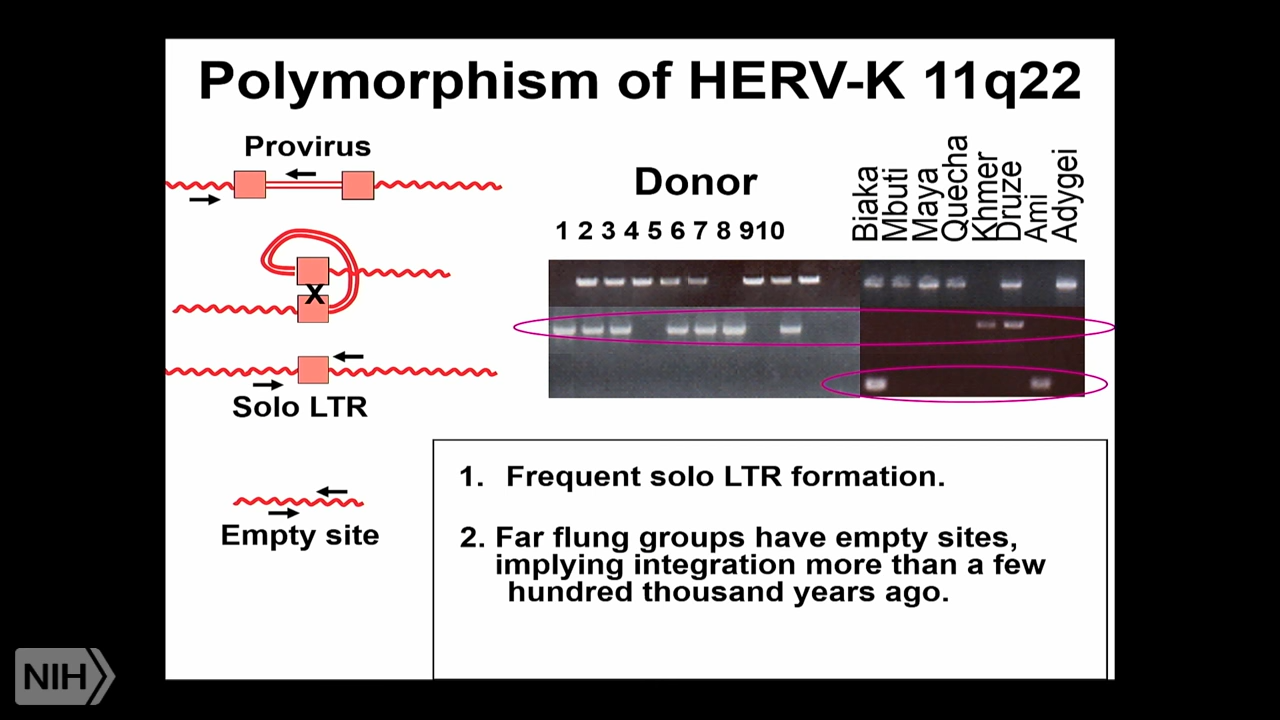 Polymorphism of HERV-K 11q22
Provirus
Donor
1 2 3 4 5 6 7 8 910
Biaka
Mbuti
Maya
Quecha
Khmer
Druze
Ami
Adygei
X
Solo LTR
Empty site
1. Frequent solo LTR formation.
2. Far flung groups have empty sites,
implying integration more than a few
hundred thousand years ago.
NIH